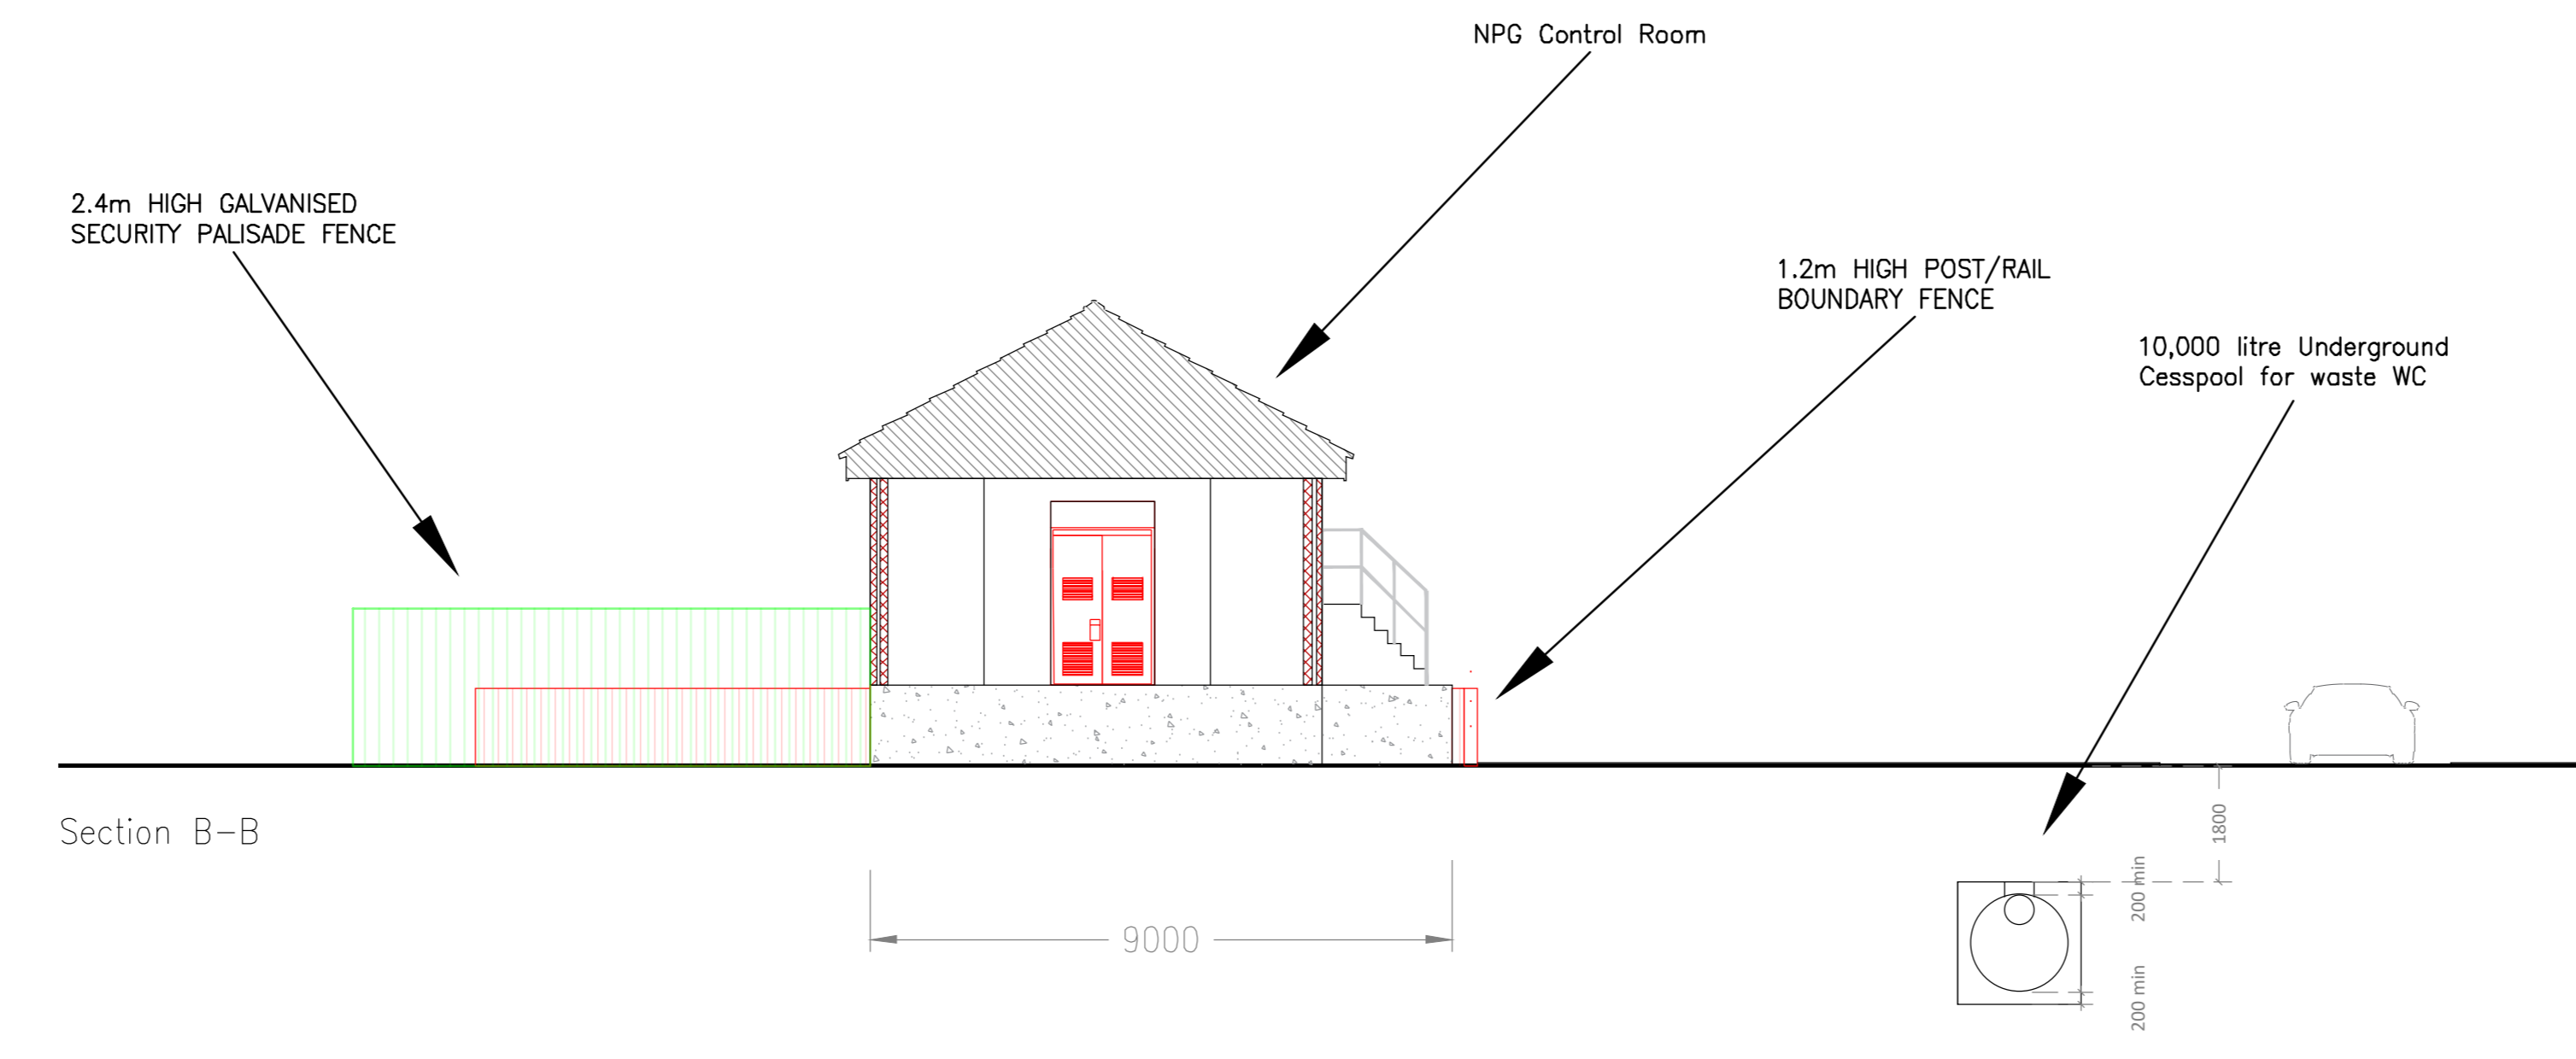 NPG Control Room
2.4m HIGH GALVANISED
SECURITY PALISADE FENCE
1.2m HIGH POST/RAIL
BOUNDARY FENCE
10,000 litre Underground
Cesspool for waste WC
Section B-B
1800
200 min
9000
200 min